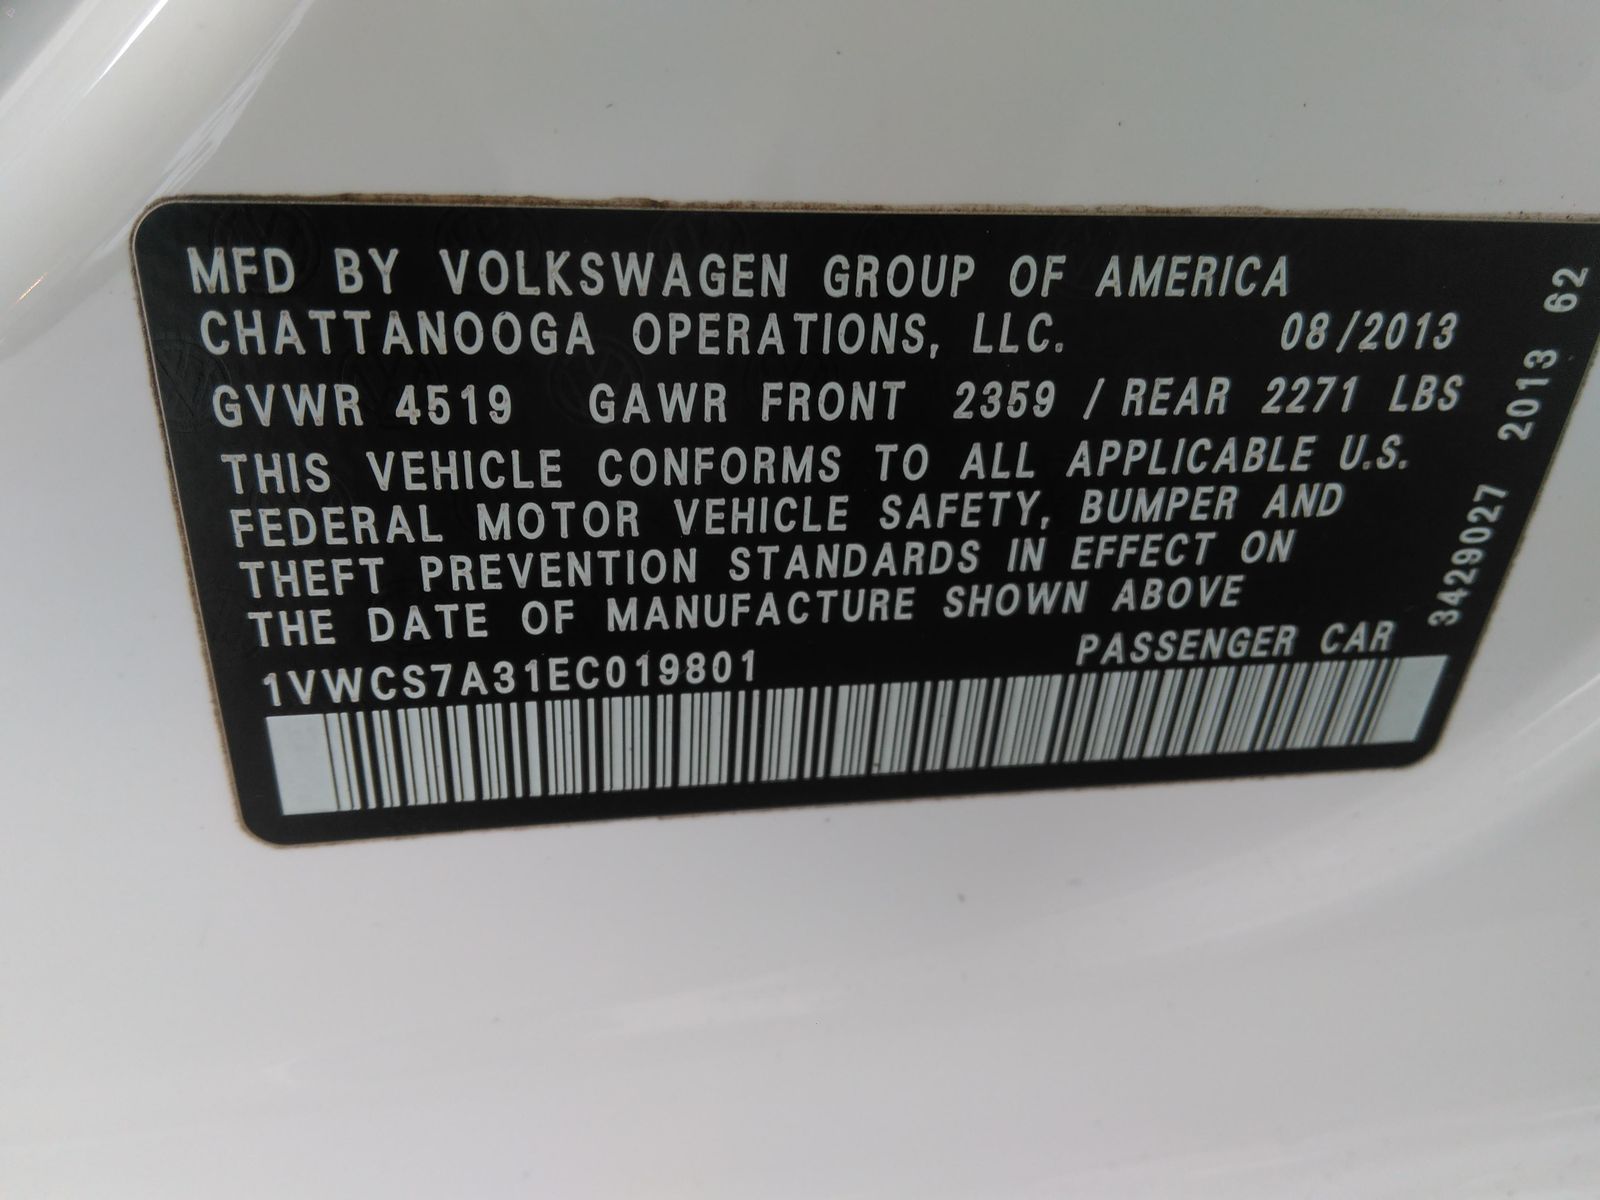 MFD BY VOLKSWAGEN GROUP OF AMERICA
CHATTANOOGA OPERATIONS, LLC. 08/2013
GVWR 4519 GAWR FRONT 2359 / REAR 2271 LBS
THIS VEHICLE CONFORMS TO ALL APPLICABLE U.S.
FEDERAL MOTOR VEHICLE SAFETY, BUMPER AND
THEFT PREVENTION STANDARDS IN EFFECT ON
THE DATE OF MANUFACTURE SHOWN ABOVE
1VWCS7A31EC019801 PASSENGER CAR
3429027 2013 62